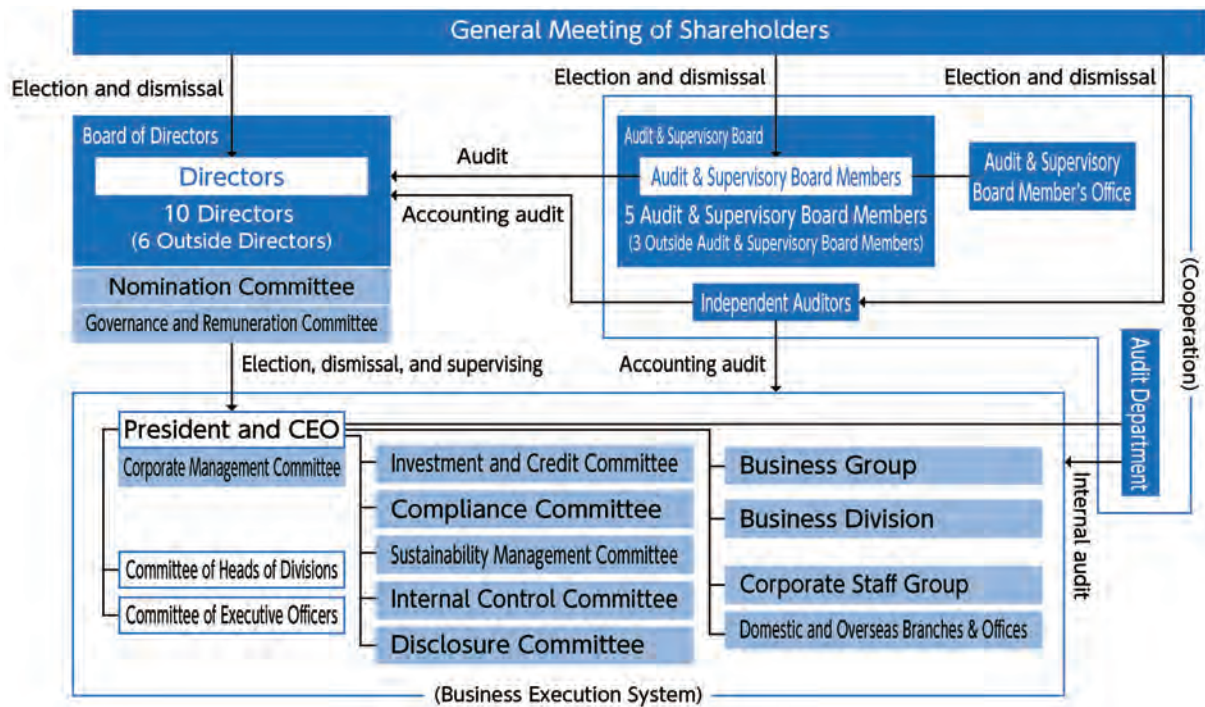 General Meeting of Shareholders
Election and dismissal
Election and dismissal
Election and dismissal
Board of Directors
Directors
10 Directors
(6 Outside Directors)
Nomination Committee
Governance and Remuneration Committee
Audit
Accounting audit
Audit & Supervisory Board
Audit & Supervisory Board Members
5 Audit & Supervisory Board Members
(3 Outside Audit & Supervisory Board Members)
Audit & Supervisory
Board Member's Office
Independent Auditors
(Cooperation)
Election, dismissal, and supervising
Accounting audit
Audit Department
Internal audit
President and CEO
Corporate Management Committee
Committee of Heads of Divisions
Committee of Executive Officers
Investment and Credit Committee
Compliance Committee
Sustainability Management Committee
Internal Control Committee
Disclosure Committee
Business Group
Business Division
Corporate Staff Group
Domestic and Overseas Branches & Offices
(Business Execution System)